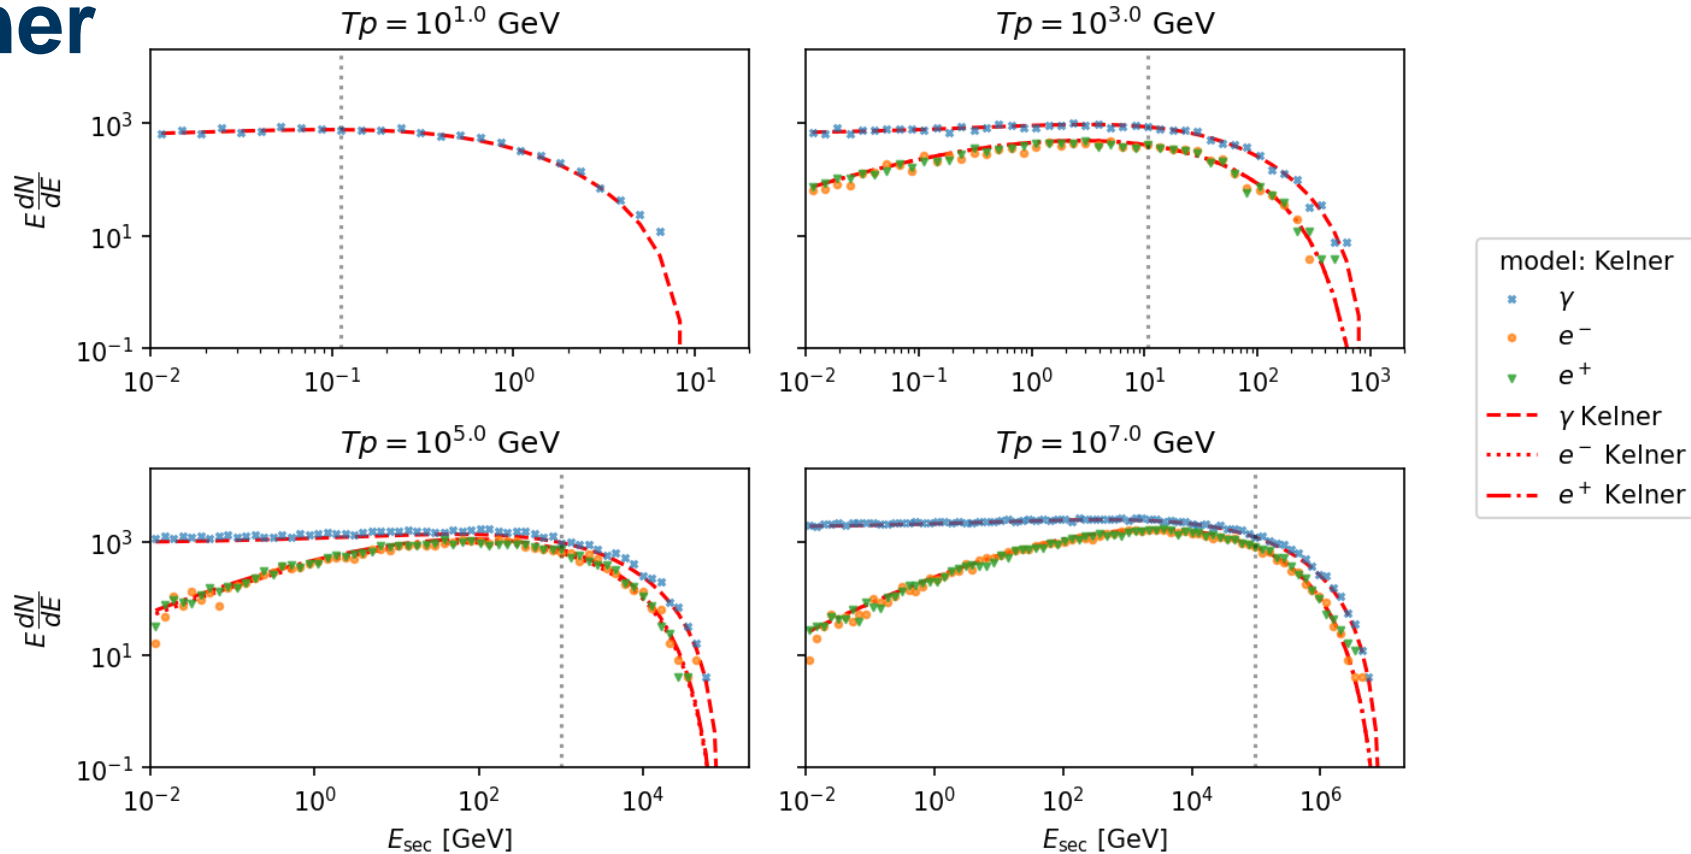 ner
Tp = 10^1.0 GeV
Tp = 10^3.0 GeV
E dN/dE
10^3
10^1
10^-1
10^-2 10^-1 10^0 10^1
10^-2 10^-1 10^0 10^1 10^2 10^3
model: Kelner
γ
e^-
e^+
γ Kelner
e^- Kelner
e^+ Kelner
Tp = 10^5.0 GeV
Tp = 10^7.0 GeV
E dN/dE
10^3
10^1
10^-1
10^-2 10^0 10^2 10^4
10^-2 10^0 10^2 10^4 10^6
E_sec [GeV]
E_sec [GeV]